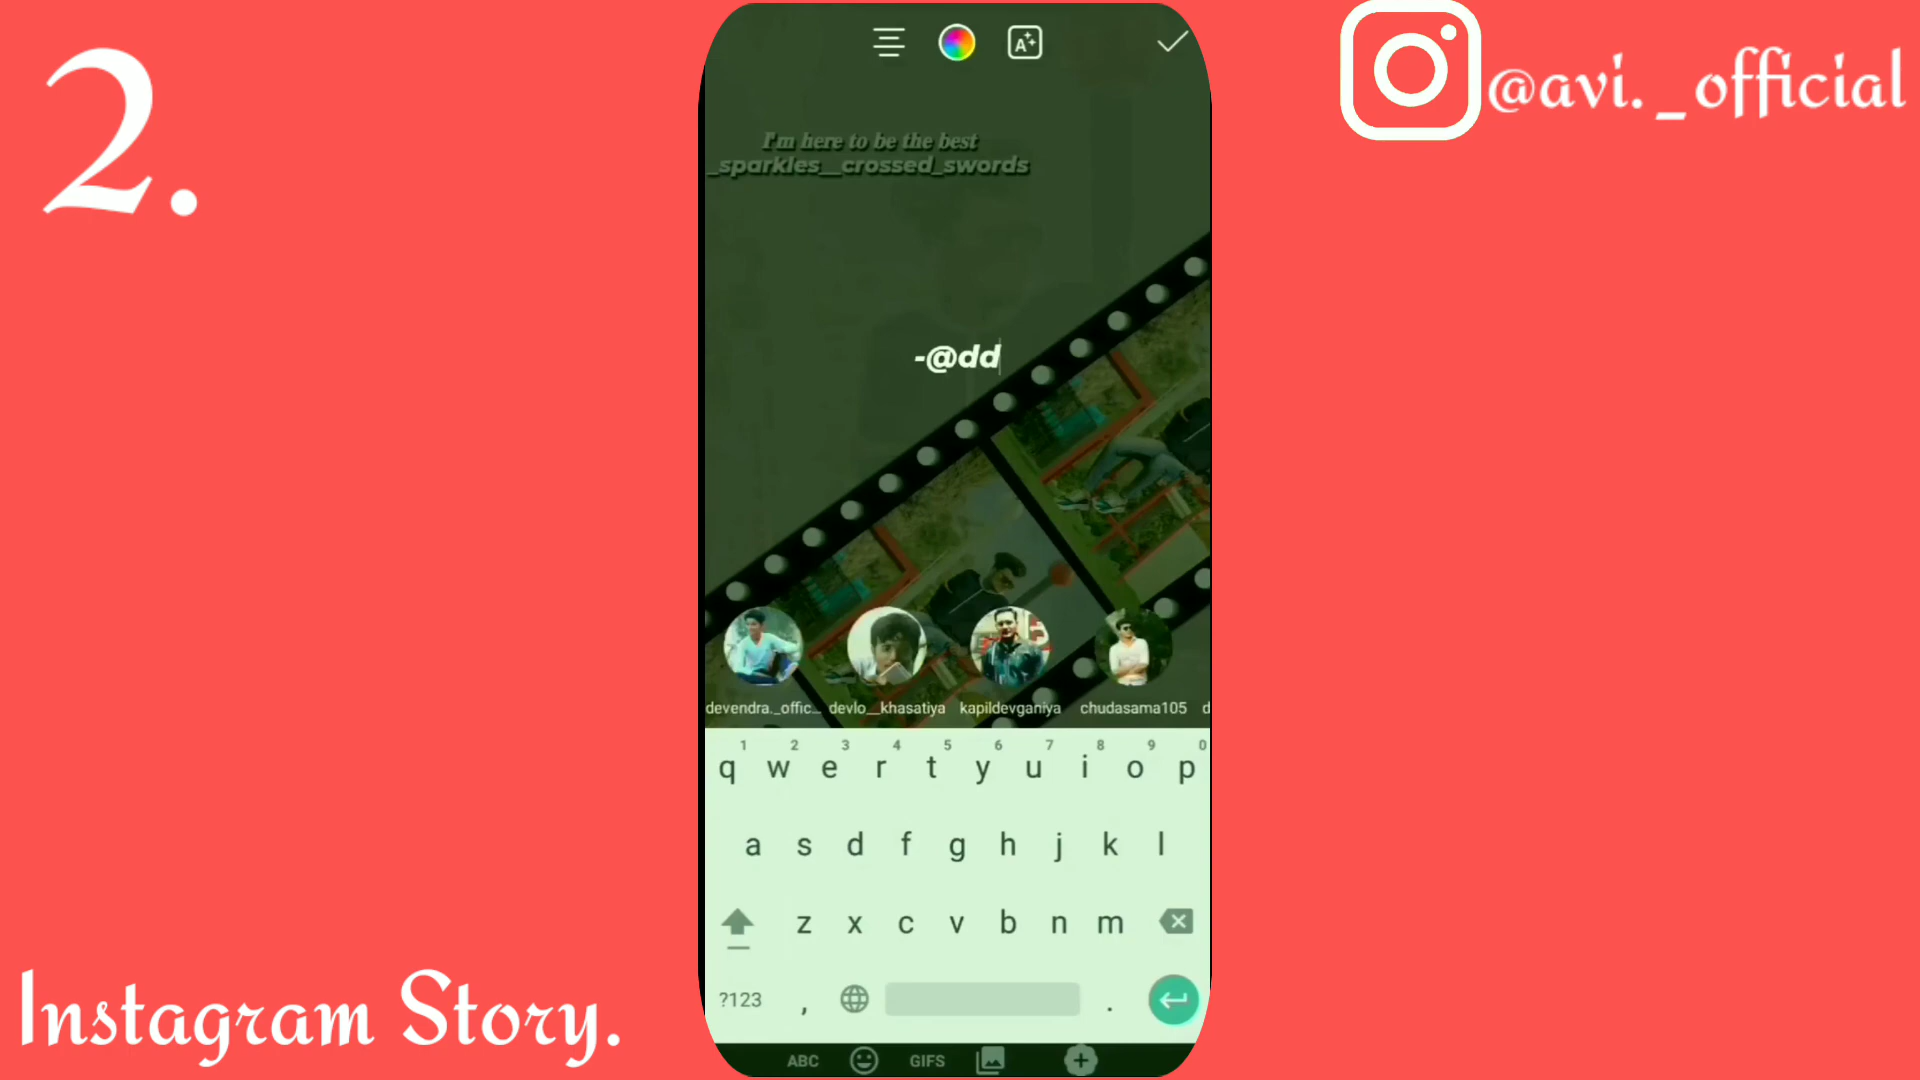 2.
@avi._official
I'm here to be the best
_sparkles__crossed_swords
-@dd
devendra._offic... devlo__khasatiya kapildevganiya chudasama105 d
1 2 3 4 5 6 7 8 9 0
q w e r t y u i o p
a s d f g h j k l
z x c v b n m
?123 , .
ABC GIFS
Instagram Story.